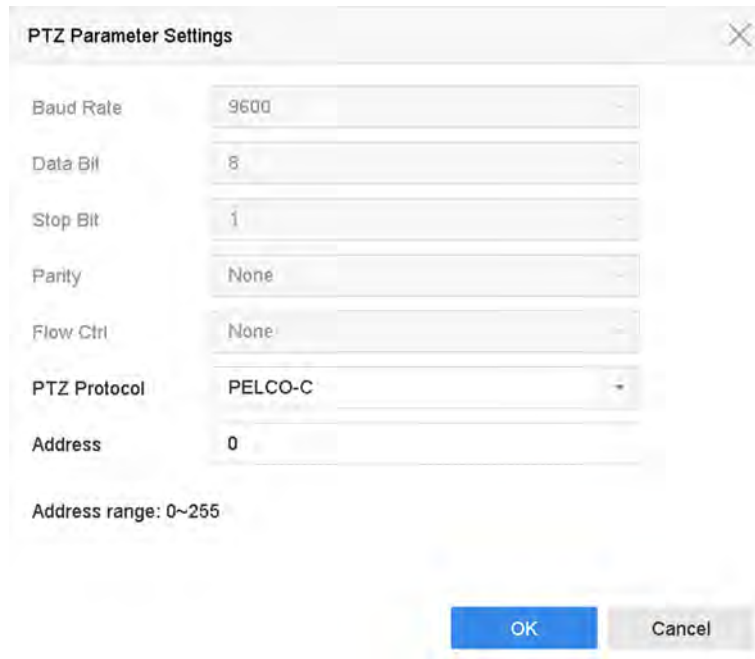 PTZ Parameter Settings
Baud Rate 9600
Data Bit 8
Stop Bit 1
Parity None
Flow Ctrl None
PTZ Protocol PELCO-C
Address 0
Address range: 0~255
OK Cancel